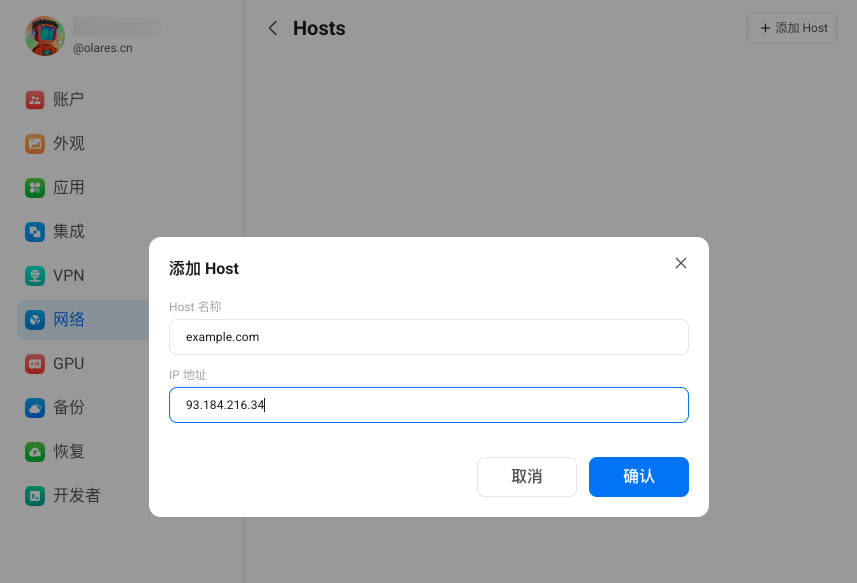 @olares.cn
账户
外观
应用
集成
VPN
网络
GPU
备份
恢复
开发者
Hosts
+ 添加 Host
添加 Host
Host 名称
example.com
IP 地址
93.184.216.34
取消
确认